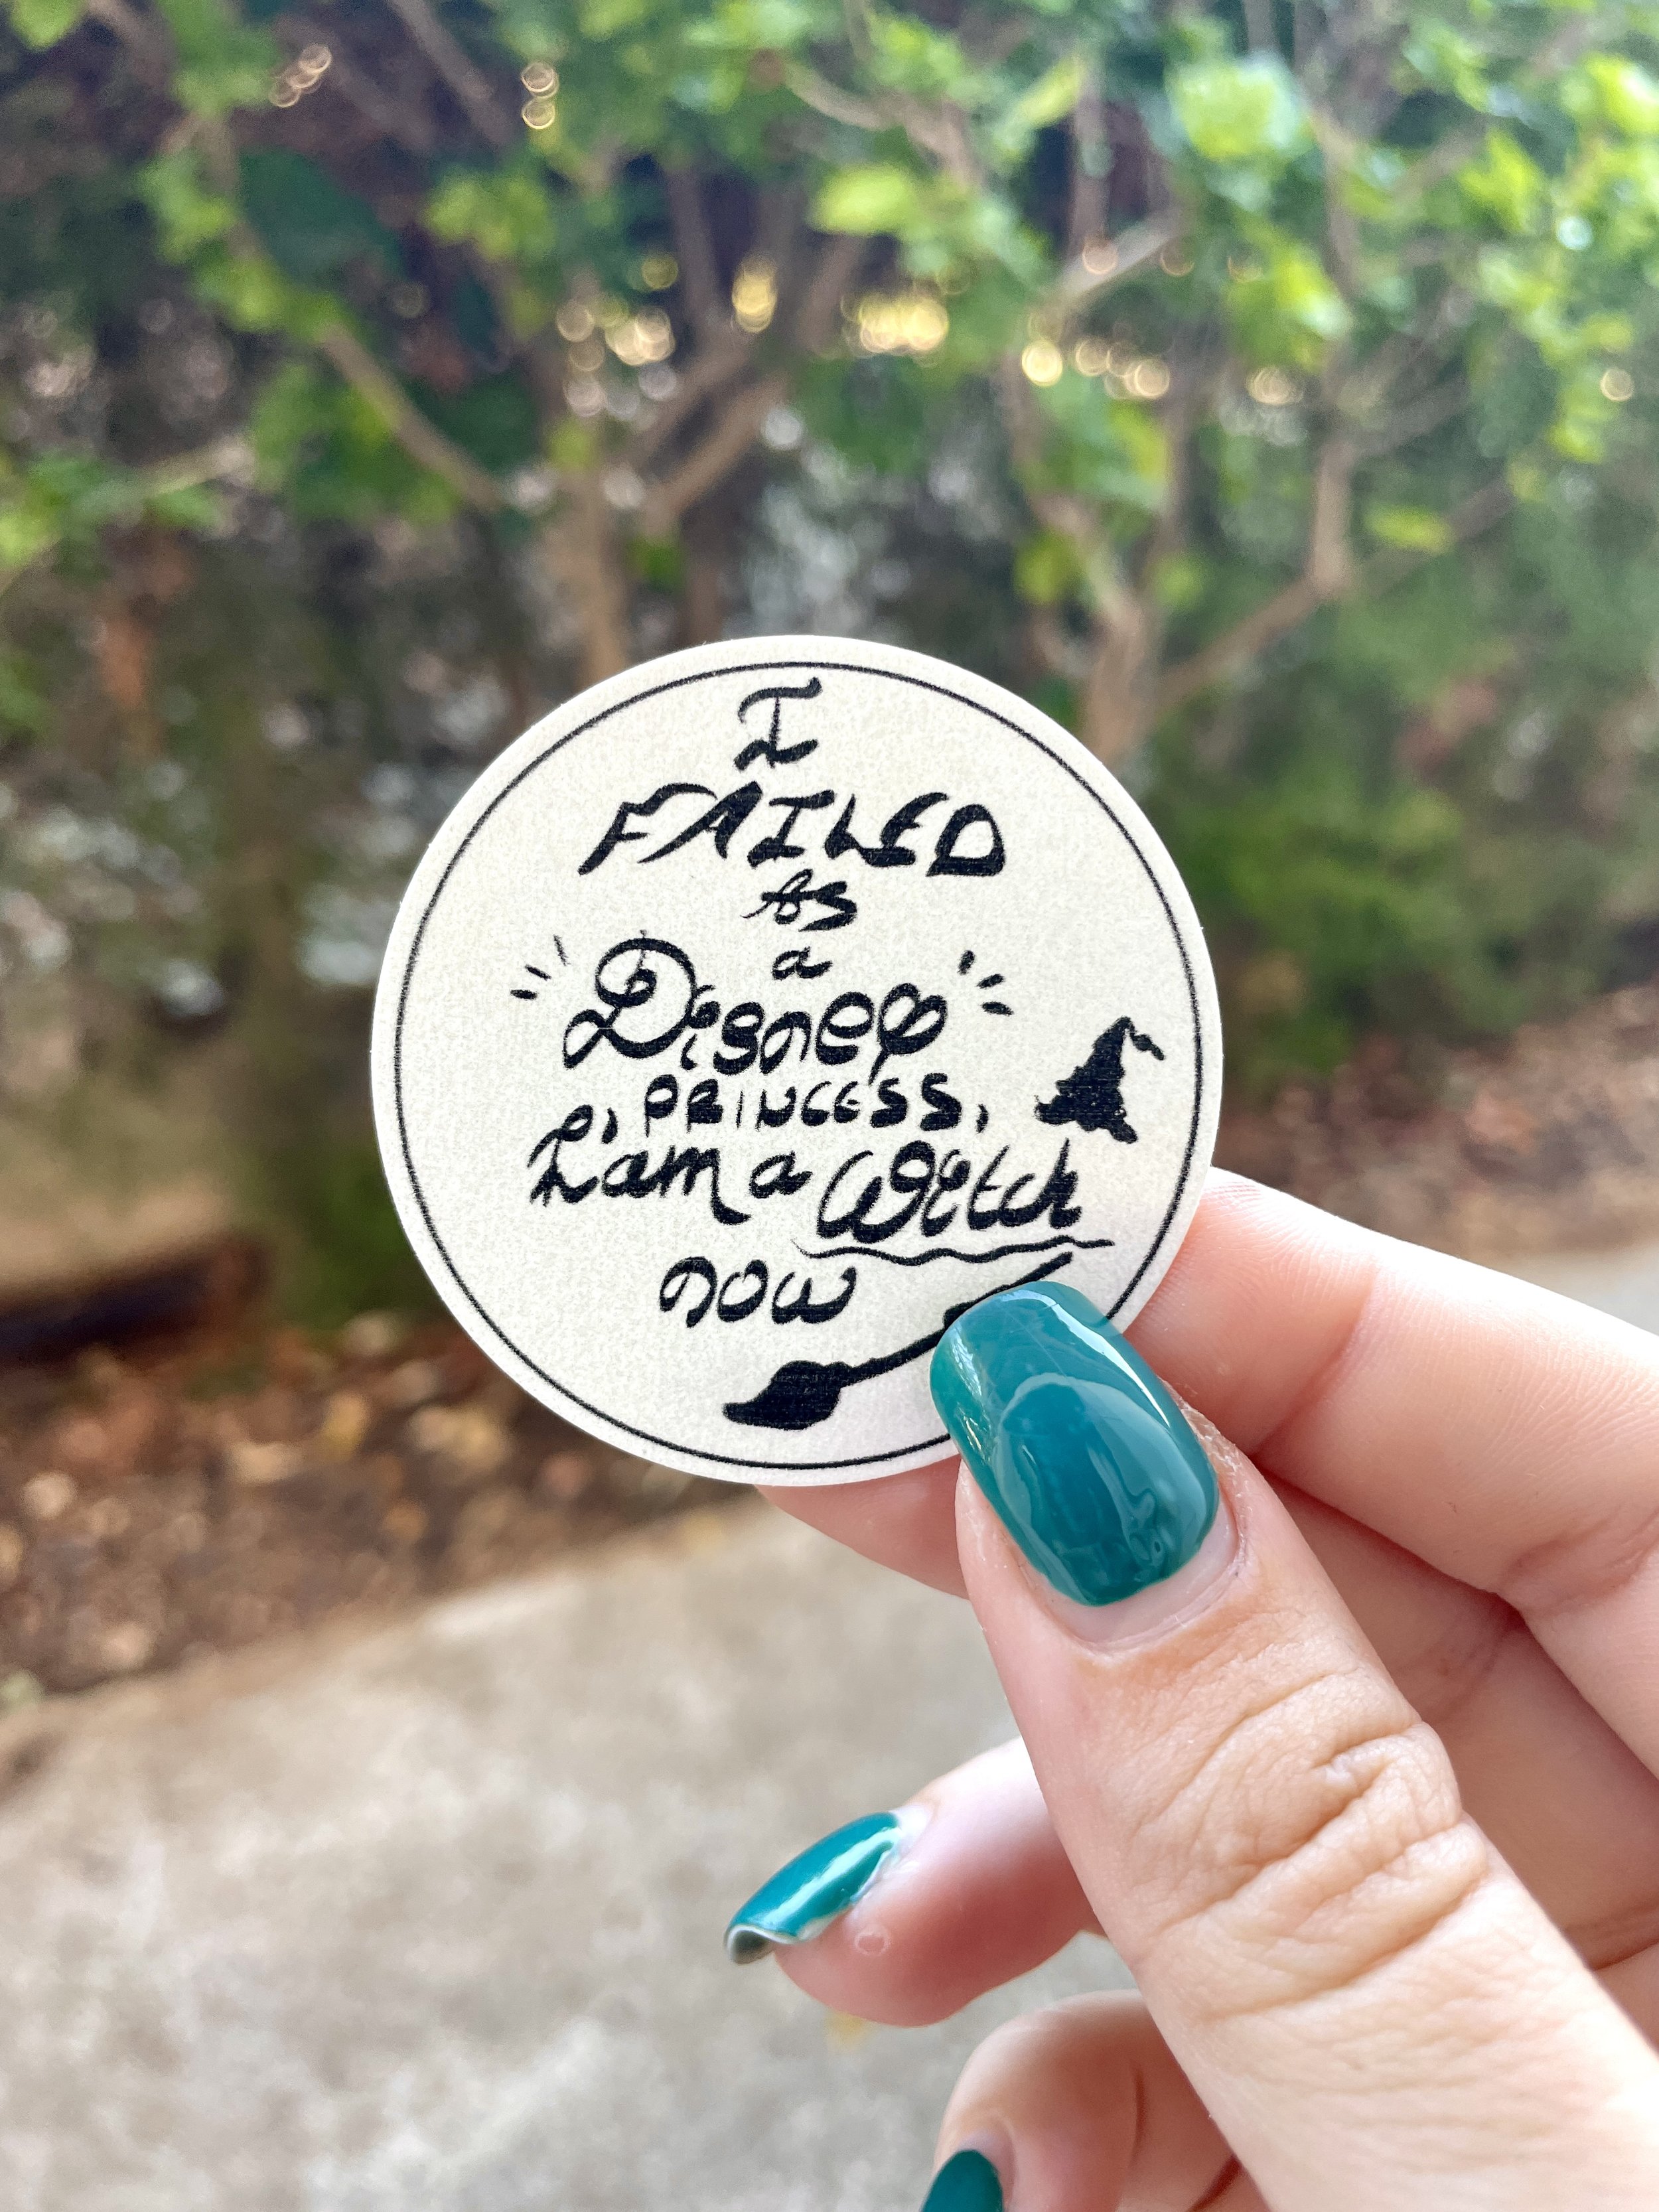 I
FAILED
as
a
Disney
PRINCESS,
I am a Witch
now